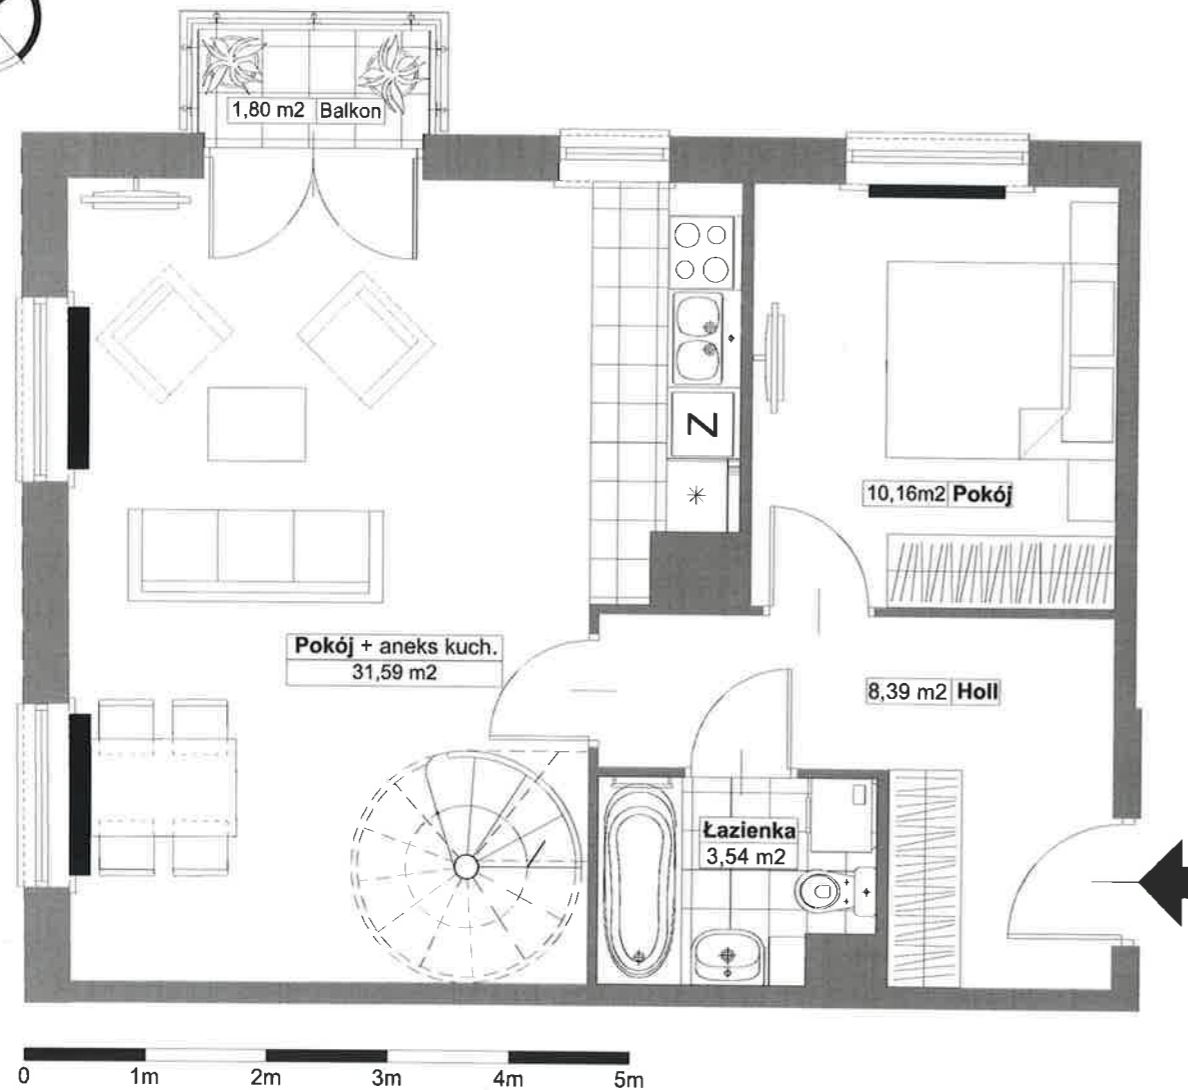 1,80 m2 Balkon
Z
10,16m2 Pokój
Pokój + aneks kuch.
31,59 m2
8,39 m2 Holl
Łazienka
3,54 m2
0 1m 2m 3m 4m 5m